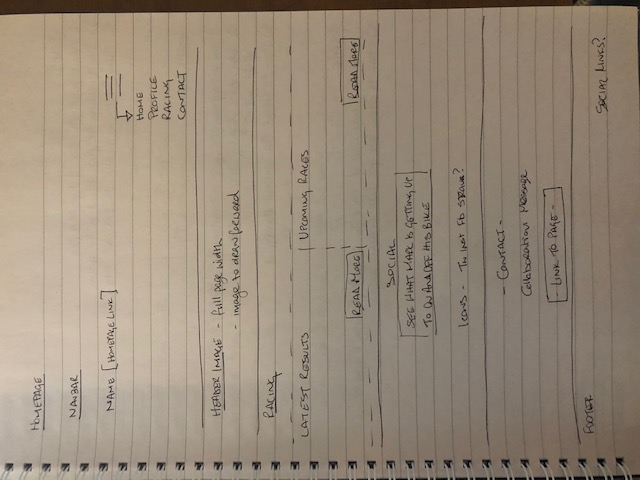 HOMEPAGE
NAVBAR
NAME [HOMEPAGE LINK]
HOME
PROFILE
RACING
CONTACT
HEADER IMAGE - full page width
- image to draw forward
RACING
LATEST RESULTS
READ MORE
UPCOMING RACES
READ MORE
SOCIAL
SEE WHAT MARK IS GETTING UP
TO ON AND OFF HIS BIKE
ICONS - TW INST FB STRAVA?
- CONTACT -
Collaboration Message
- LINK TO PAGE -
FOOTER
SOCIAL LINKS?